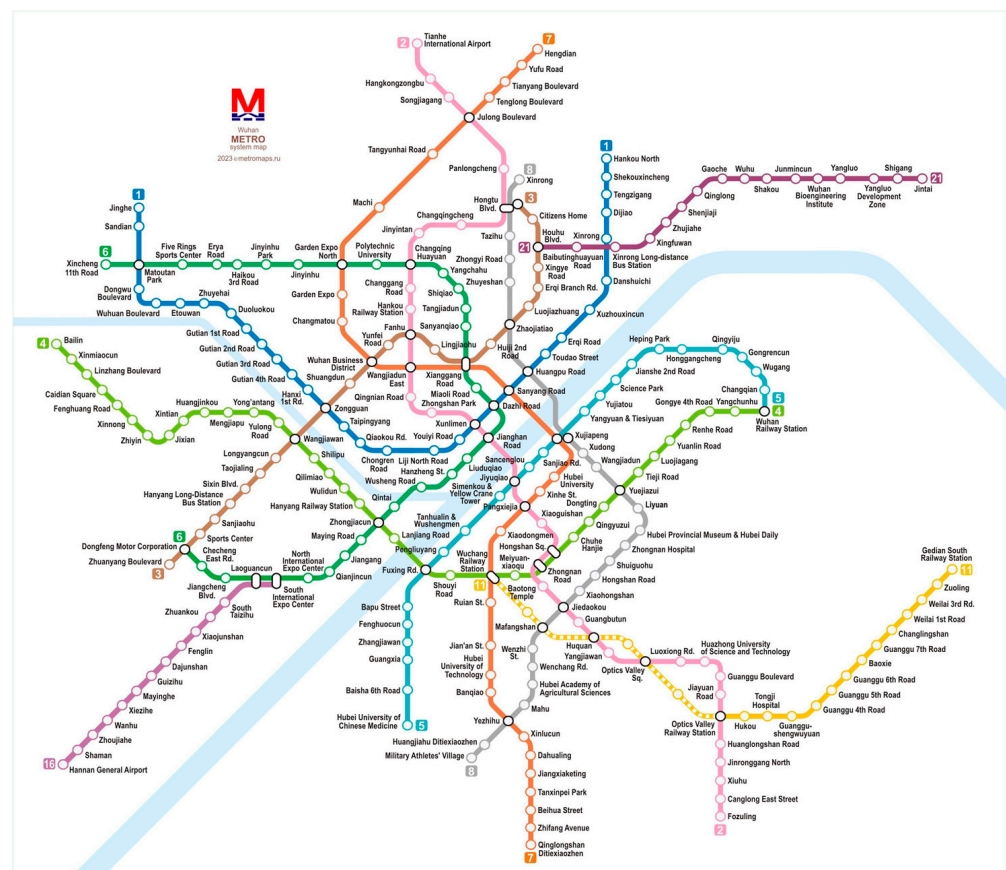 2
Tianhe
International Airport
7
Hengdian
Yufu Road
Hangkongzongbu
Tianyang Boulevard
Songjiagang
Tenglong Boulevard
M
Wuhan
METRO
system map
2023©metromaps.ru
Julong Boulevard
Tangyunhai Road
1
Hankou North
Panlongcheng
8
Xinrong
Shekouxincheng
Gaoche
Wuhu
Shakou
Junmincun
Wuhan
Bioengineering
Institute
Yangluo
Yangluo
Development
Zone
Shigang
21
Jintai
1
Jinghe
Sandian
Machi
Hongtu
Blvd.
3
Citizens Home
Tengzigang
Qinglong
Changqingcheng
Dijiao
Shenjiaji
Jinyintan
Tazihu
Houhu
Blvd.
Xinrong
Zhujiahe
Xingfuwan
21
6
Xincheng
11th Road
Matoutan
Park
Five Rings
Sports Center
Erya
Road
Haikou
3rd Road
Jinyinhu
Park
Jinyinhu
Garden Expo
North
Polytechnic
University
Changqing
Huayuan
Yangchahu
Zhongyi Road
Baibutinghuayuan
Road
Xinrong Long-distance
Bus Station
Xingye
Road
Zhuyeshan
Danshuichi
Dongwu
Boulevard
Zhuyehai
Garden Expo
Changgang
Road
Shiqiao
Erqi Branch Rd.
Wuhuan Boulevard
Etouwan
Duoluokou
Hankou
Railway Station
Tangjiadun
Luojiazhuang
Xuzhouxincun
Changmatou
Sanyanqiao
Zhaojiatiao
Gutian 1st Road
Yunfei
Road
Fanhu
Lingjiaohu
Huiji 2nd
Road
Erqi Road
Gutian 2nd Road
Toudao Street
4
Bailin
Xinmiaocun
Linzhang Boulevard
Caidian Square
Fenghuang Road
Xinnong
Zhiyin
Jixian
Xintian
Huangjinkou
Mengjiapu
Yong'antang
Yulong
Road
Gutian 3rd Road
Gutian 4th Road
Hanxi
1st Rd.
Wuhan Business
District
Shuangdun
Wangjiadun
East
Xianggang
Road
Huangpu Road
Heping Park
Jianshe 2nd Road
Qingyiju
Honggangcheng
Gongrencun
Wugang
Science Park
Yujiatou
Changqian
Yangchunhu
5
4
Wuhan
Railway Station
Zongguan
Taipingyang
Qiaokou Rd.
Chongren
Road
Qingnian Road
Miaoli Road
Sanyang Road
Zhongshan Park
Dazhi Road
Xunlimen
Youyiji Road
Liji North Road
Jianghan
Road
Yangyuan & Tiesiyuan
Gongye 4th Road
Renhe Road
Yuanlin Road
Xujiapeng
Xudong
Wangjiadun
Luojiagang
Tieji Road
Yuejiazui
Liyuan
Longyangcun
Wangjiawan
Shilipu
Qilimiao
Wulidun
Hanyang Railway Station
Zhongjiacun
Taojialing
Sixin Blvd.
Hanyang Long-Distance
Bus Station
Sanjiaohu
Sports Center
Dongfeng Motor Corporation
Zhuanyang Boulevard
3
6
Hanzheng St.
Wusheng Road
Qintai
Liuduqiao
Sancenglou
Jiyuqiao
Simenkou &
Yellow Crane
Tower
Sanjiao Rd.
Hubei
University
Xinhe St.
Pangxiejia
Dongting
Xiaoguishan
Qingyuzui
Tanhualin &
Wushengmen
Lanjiang Road
Pengliuyang
Xiaodongmen
Hongshan Sq.
Chuhe
Hanjie
Hubei Provincial Museum & Hubei Daily
Zhongnan Hospital
Checheng
East Rd.
Laoguancun
North
International
Expo Center
Maying Road
Jiangang
Qianjincun
Jiangcheng
Blvd.
South
International
Expo Center
Fuxing Rd.
Shouyi
Road
Wuchang
Railway
Station
Meiyuan-
xiaoqu
Zhongnan
Road
Baotong
Temple
Shuiguohu
Hongshan Road
Xiaohongshan
11
Ruian St.
Jiedaokou
Guangbutun
Gedian South
Railway Station
11
Zuoling
Weilai 3rd Rd.
Weilai 1st Road
Changlingshan
Guanggu 7th Road
Baoxie
Guanggu 6th Road
Guanggu 5th Road
Guanggu 4th Road
Zhuankou
South
Taizihu
Xiaojunshan
Fenglin
Dajunshan
Guizihu
Mayinghe
Xiezihe
Wanhu
Zhoujiahe
Shaman
16
Hannan General Airport
Bapu Street
Fenghuocun
Zhangjiawan
Guangxia
Baisha 6th Road
Hubei University of
Chinese Medicine
5
Mafangshan
Jian'an St.
Hubei
University of
Technology
Banqiao
Yezhihu
Wenzhi
St.
Wenchang Rd.
Hubei Academy of
Agricultural Sciences
Mahu
Huquan
Yangjiawan
Optics Valley
Sq.
Luoxiong Rd.
Huazhong University
of Science and Technology
Guanggu Boulevard
Jiayuan
Road
Optics Valley
Railway Station
Hukou
Tongji
Hospital
Guanggu-
shengwuyuan
Huanglongshan Road
Jinronggang North
Xiuhu
Canglong East Street
Fozuling
2
Huangjiahu Ditiexiaozhen
Military Athletes' Village
8
Xinlucun
Dahualing
Jiangxiaketing
Tanxinpei Park
Beihua Street
Zhifang Avenue
Qinglongshan
Ditiexiaozhen
7